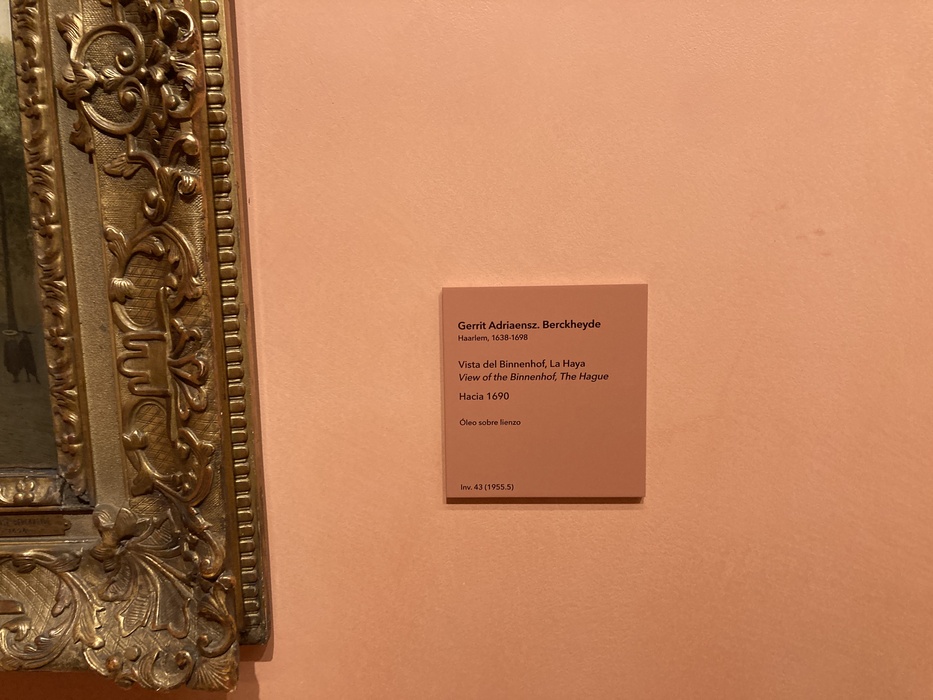 Gerrit Adriaensz. Berckheyde
Haarlem, 1638-1698
Vista del Binnenhof, La Haya
View of the Binnenhof, The Hague
Hacia 1690
Óleo sobre lienzo
Inv. 43 (1955.5)